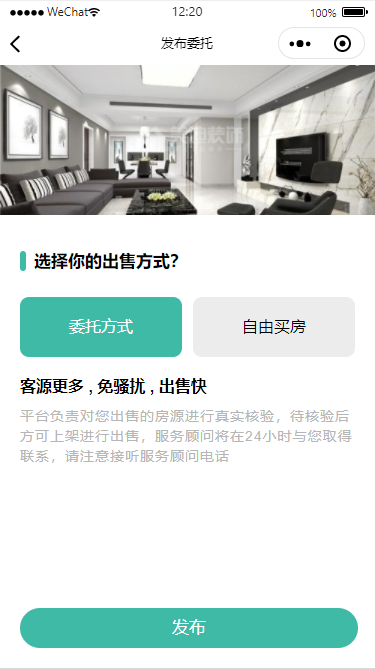 WeChat 12:20 100%
发布委托
选择你的出售方式？
委托方式 自由买房
客源更多 , 免骚扰 , 出售快
平台负责对您出售的房源进行真实核验，待核验后
方可上架进行出售，服务顾问将在24小时与您取得
联系，请注意接听服务顾问电话
发布